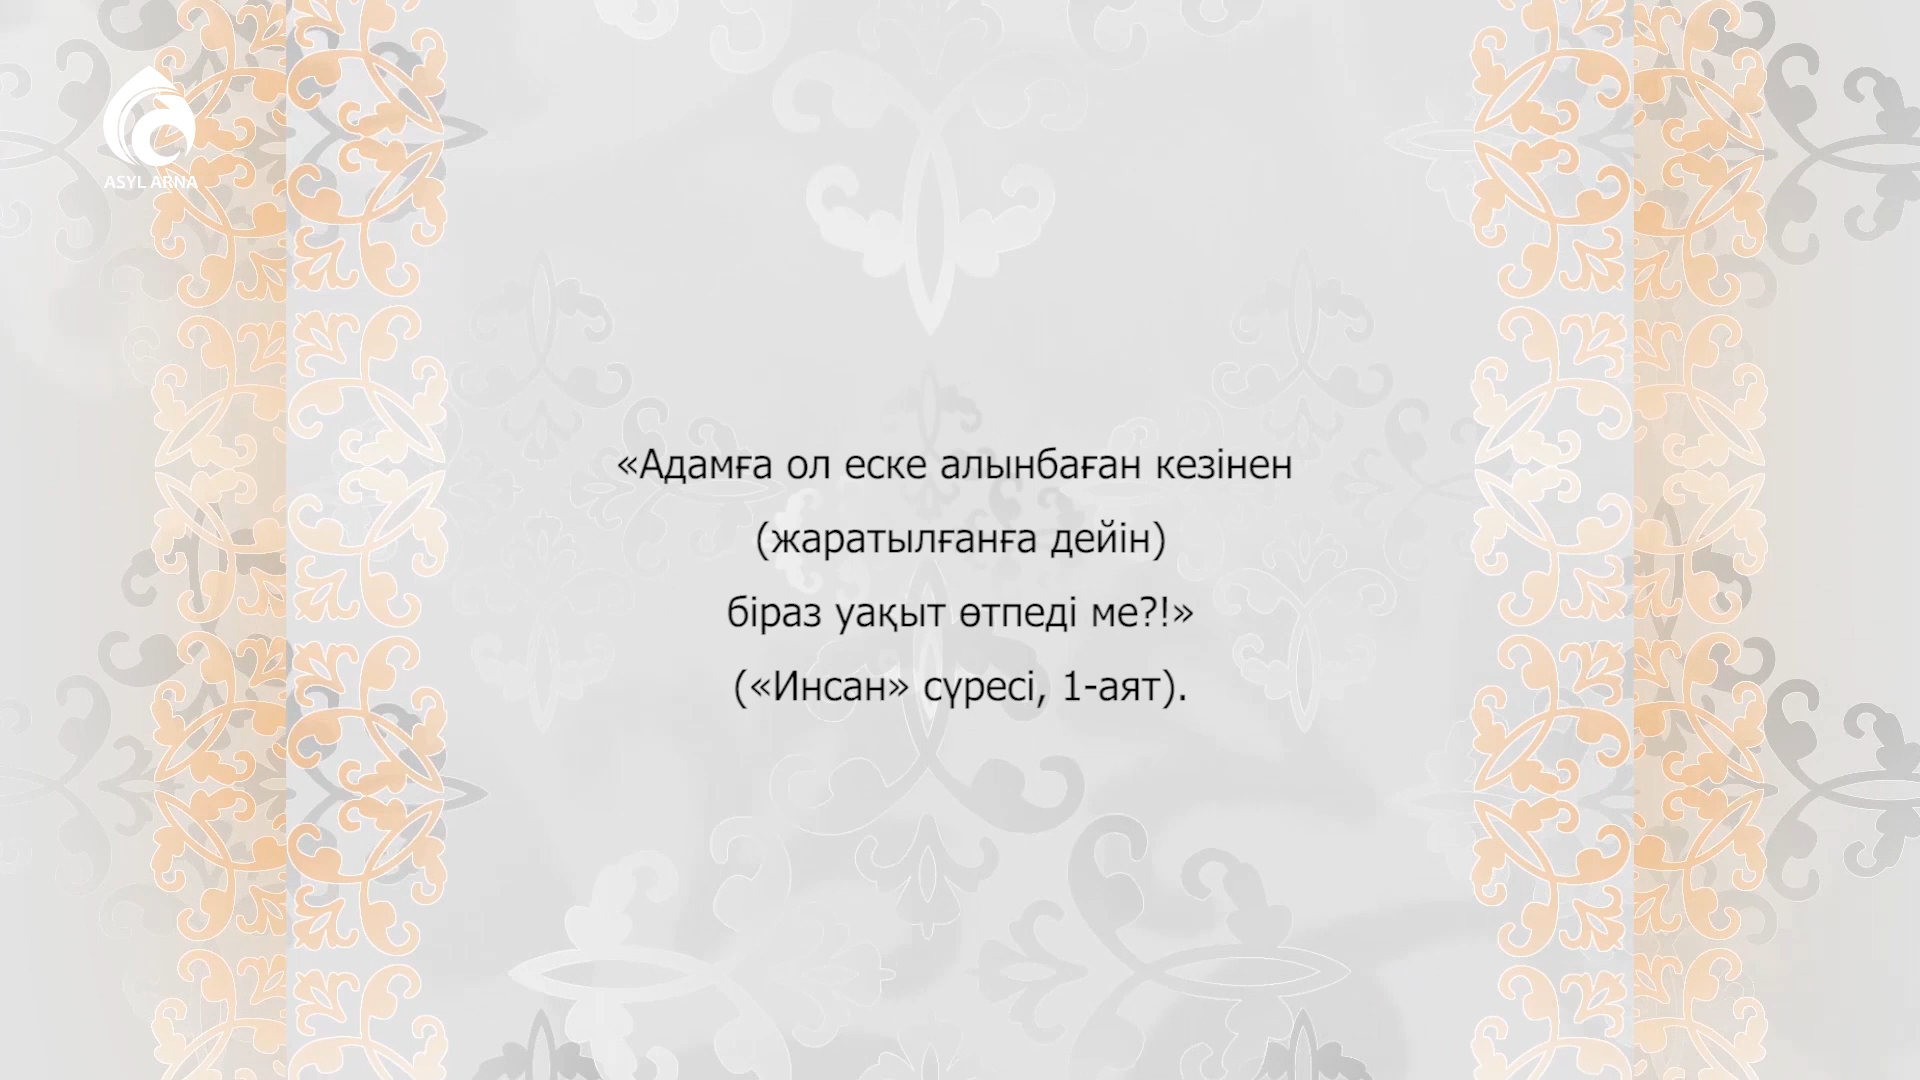 ASYL ARNA
«Адамға ол еске алынбаған кезінен
(жаратылғанға дейін)
біраз уақыт өтпеді ме?!»
(«Инсан» сүресі, 1-аят).